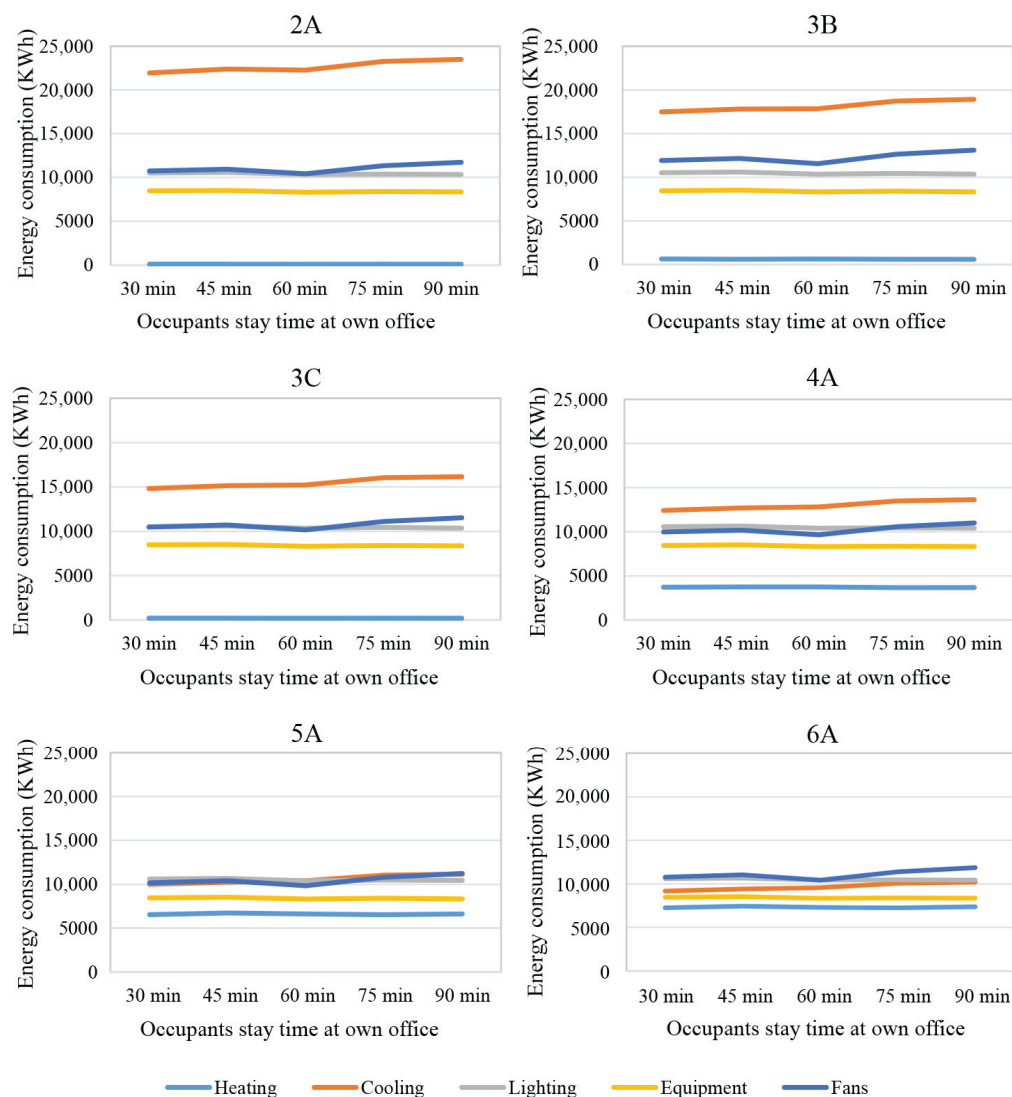 2A
Energy consumption (KWh)
25,000
20,000
15,000
10,000
5000
0
30 min 45 min 60 min 75 min 90 min
Occupants stay time at own office
3B
Energy consumption (KWh)
25,000
20,000
15,000
10,000
5000
0
30 min 45 min 60 min 75 min 90 min
Occupants stay time at own office
3C
Energy consumption (KWh)
25,000
20,000
15,000
10,000
5000
0
30 min 45 min 60 min 75 min 90 min
Occupants stay time at own office
4A
Energy consumption (KWh)
25,000
20,000
15,000
10,000
5000
0
30 min 45 min 60 min 75 min 90 min
Occupants stay time at own office
5A
Energy consumption (KWh)
25,000
20,000
15,000
10,000
5000
0
30 min 45 min 60 min 75 min 90 min
Occupants stay time at own office
6A
Energy consumption (KWh)
25,000
20,000
15,000
10,000
5000
0
30 min 45 min 60 min 75 min 90 min
Occupants stay time at own office
Heating Cooling Lighting Equipment Fans